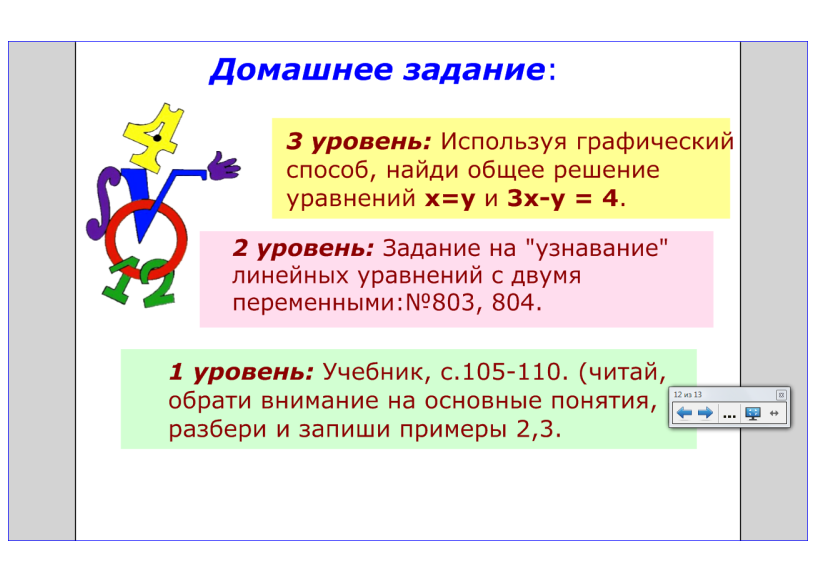 Домашнее задание:
3 уровень: Используя графический
способ, найди общее решение
уравнений x=y и 3x-y = 4.
2 уровень: Задание на "узнавание"
линейных уравнений с двумя
переменными:№803, 804.
1 уровень: Учебник, с.105-110. (читай,
обрати внимание на основные понятия,
разбери и запиши примеры 2,3.
12 из 13
...